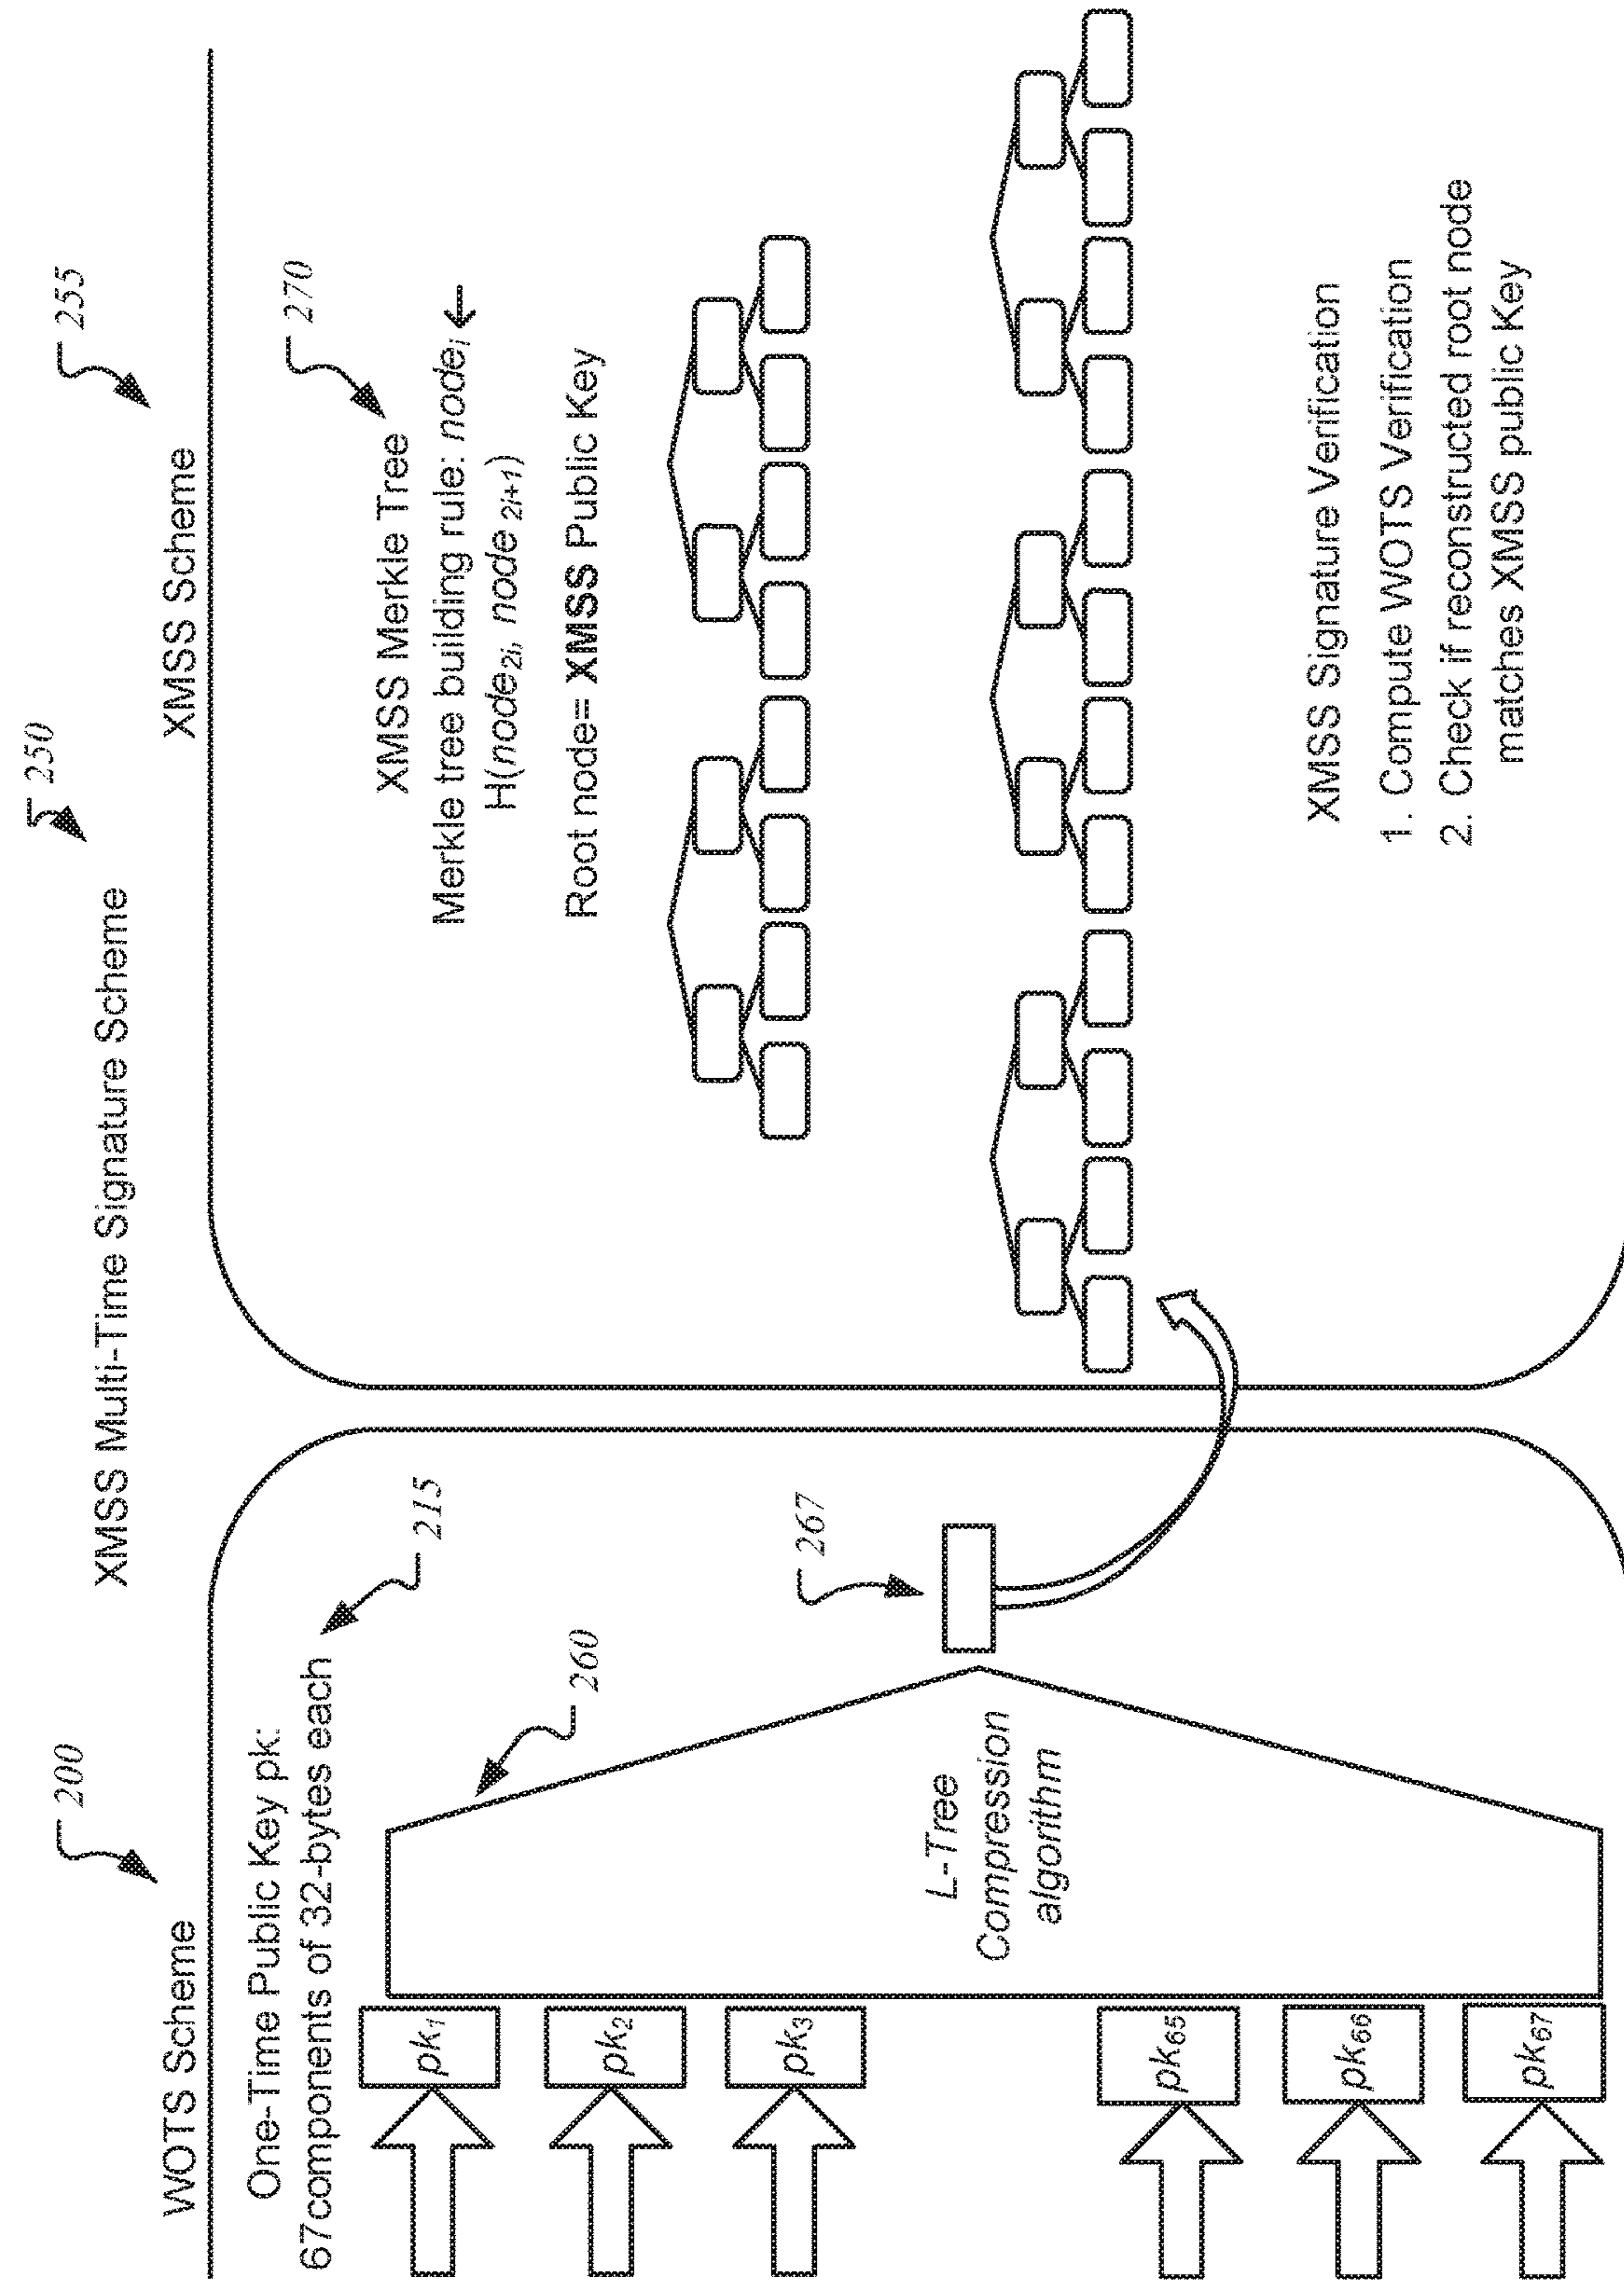 250
XMSS Multi-Time Signature Scheme
200
WOTS Scheme
One-Time Public Key pk:
67components of 32-bytes each
215
260
267
pk1
pk2
pk3
pk65
pk66
pk67
L-Tree
Compression
algorithm
255
XMSS Scheme
270
XMSS Merkle Tree
Merkle tree building rule: nodei ←
H(node2i, node 2i+1)
Root node= XMSS Public Key
XMSS Signature Verification
1. Compute WOTS Verification
2. Check if reconstructed root node
matches XMSS public Key